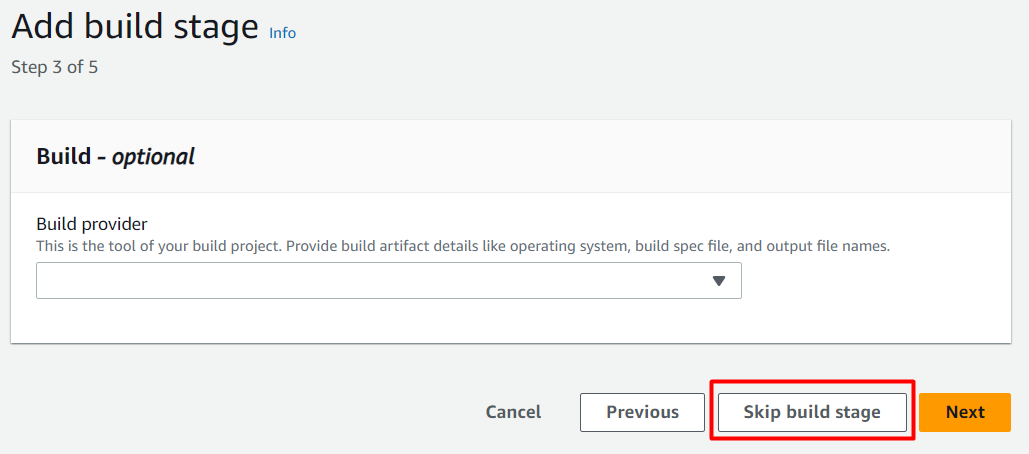 Add build stage Info
Step 3 of 5
Build - optional
Build provider
This is the tool of your build project. Provide build artifact details like operating system, build spec file, and output file names.
Cancel Previous Skip build stage Next